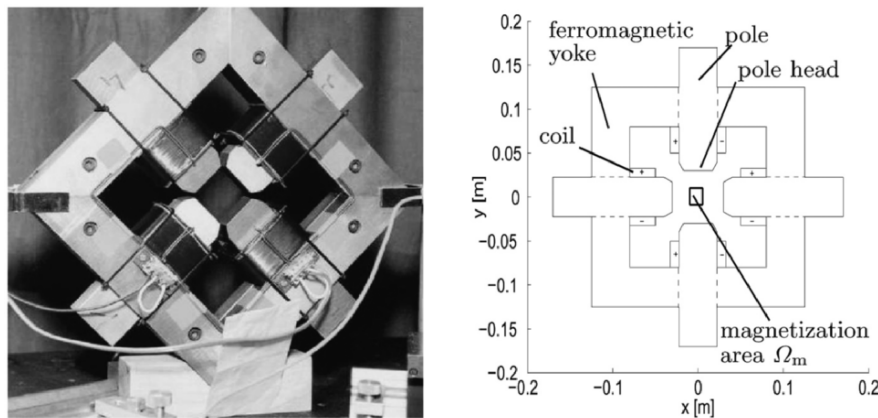 0.2
0.15
0.1
0.05
0
−0.05
−0.1
−0.15
−0.2
y [m]
ferromagnetic
yoke
pole
pole head
coil
+ -
+ +
- -
+ -
magnetization
area Ωm
−0.2 −0.1 0 0.1 0.2
x [m]